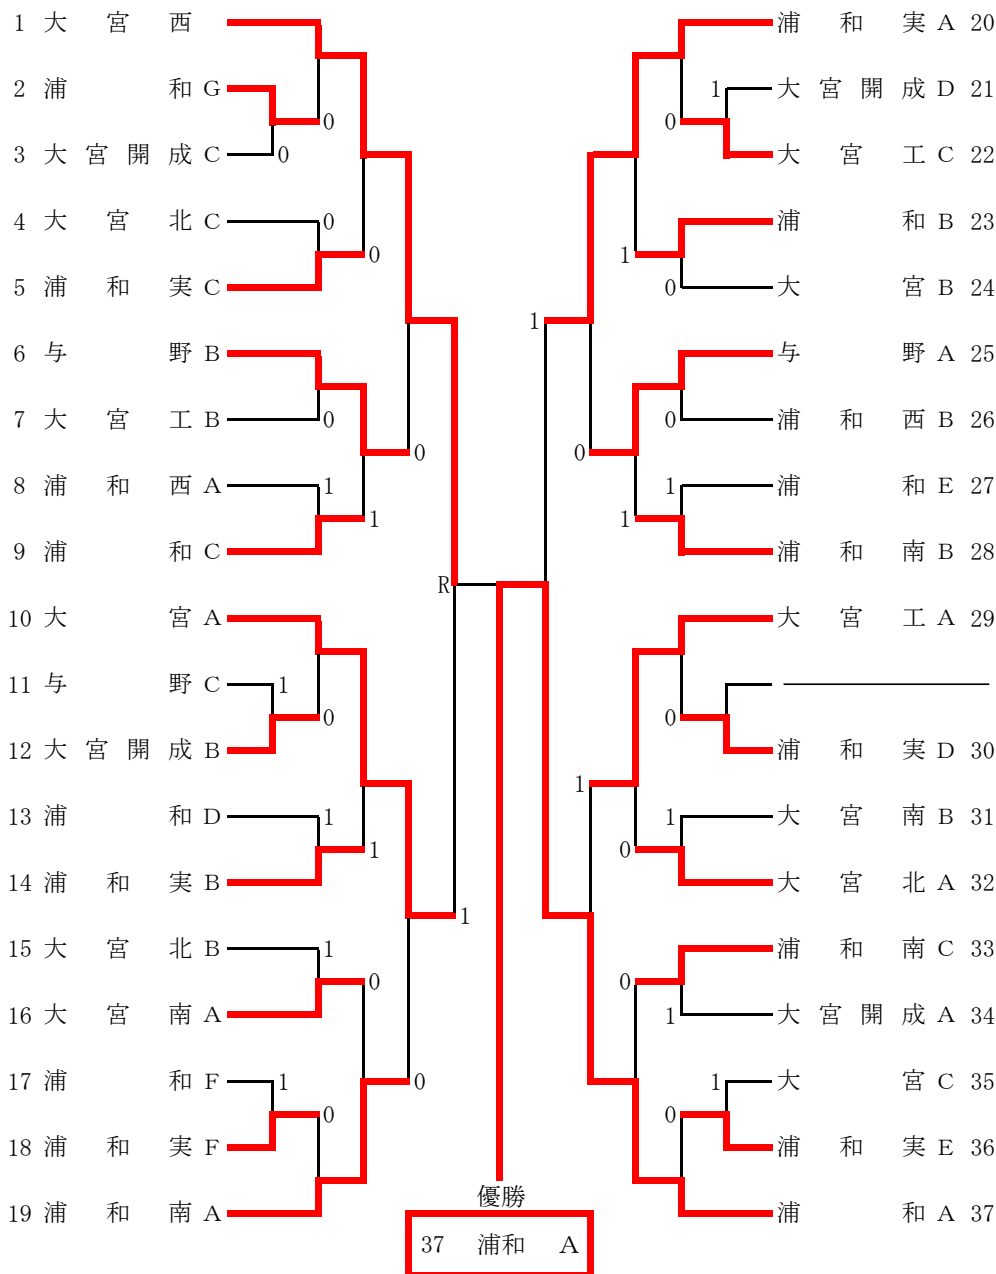 1 大宮西
2 浦和 G
0
3 大宮開成 C
0
4 大宮北 C
0
0
5 浦和実 C
6 与野 B
7 大宮工 B
0
0
8 浦和西 A
1
1
9 浦和 C
R
10 大宮 A
11 与野 C
1
0
12 大宮開成 B
13 浦和 D
1
1
14 浦和実 B
1
15 大宮北 B
1
0
16 大宮南 A
17 浦和 F
1
0
0
18 浦和実 F
19 浦和南 A
浦和実 A 20
1
大宮開成 D 21
0
大宮工 C 22
浦和 B 23
1
0
大宮 B 24
1
与野 A 25
0
浦和西 B 26
0
1
浦和 E 27
1
浦和南 B 28
大宮工 A 29
0
浦和実 D 30
1
1
大宮南 B 31
0
大宮北 A 32
浦和南 C 33
0
1
大宮開成 A 34
1
大宮 C 35
0
浦和実 E 36
浦和 A 37
優勝
37 浦和 A